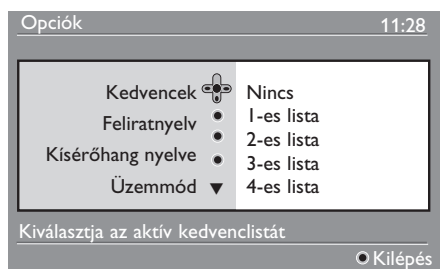 Opciók 11:28
Kedvencek Nincs
Feliratnyelv 1-es lista
2-es lista
Kísérőhang nyelve 3-es lista
Üzemmód 4-es lista
Kiválasztja az aktív kedvenclistát
Kilépés